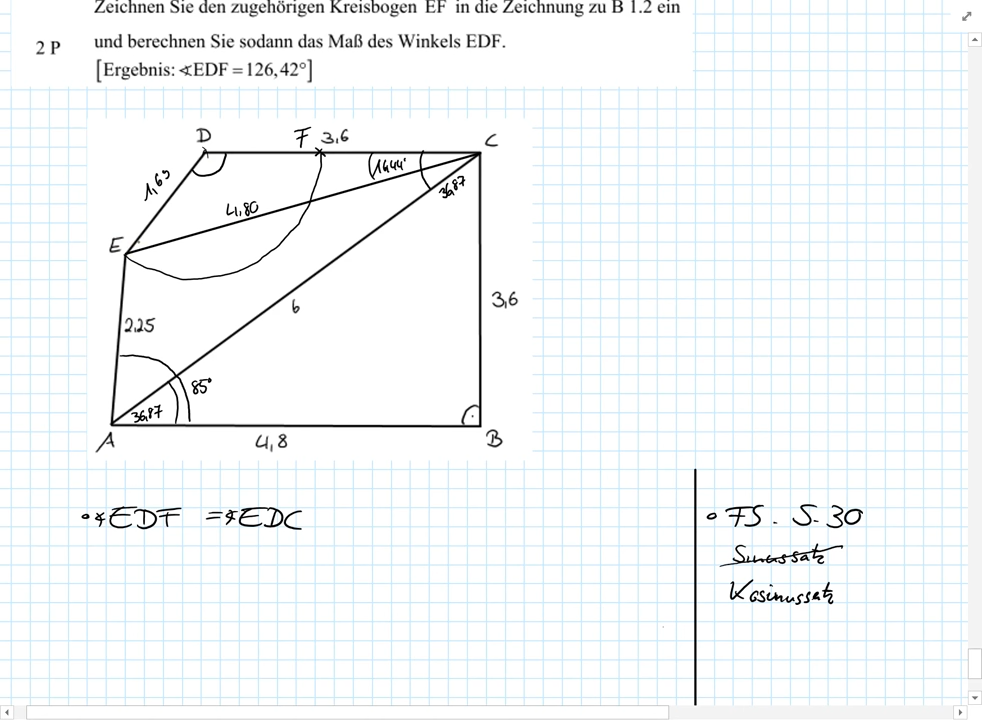 Zeichnen Sie den zugehörigen Kreisbogen EF in die Zeichnung zu B 1.2 ein
2 P
und berechnen Sie sodann das Maß des Winkels EDF.
[Ergebnis: ∢EDF = 126,42°]
D
F 3,6
C
1,69
(16,44°
36,87
4,80
E
6
3,6
2,25
85°
36,87
A
4,8
B
• ∢EDF = ∢EDC
• FS. S. 30
Sinussatz
Kosinussatz